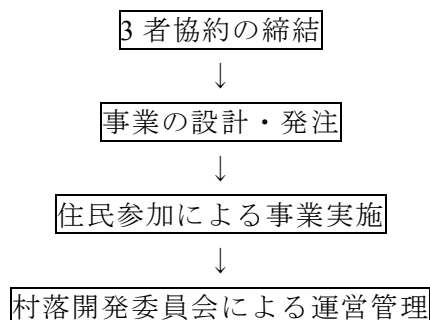 3 者協約の締結
↓
事業の設計・発注
↓
住民参加による事業実施
↓
村落開発委員会による運営管理